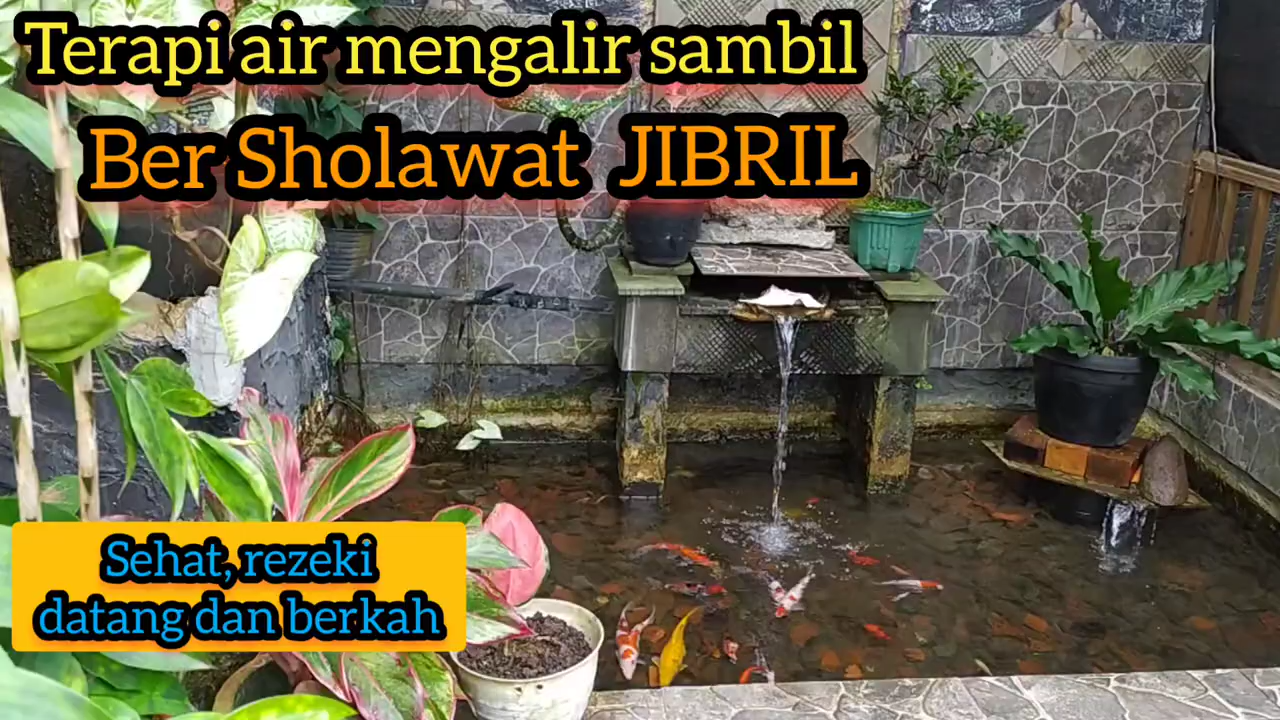 Terapi air mengalir sambil
Ber Sholawat JIBRIL
Sehat, rezeki
datang dan berkah